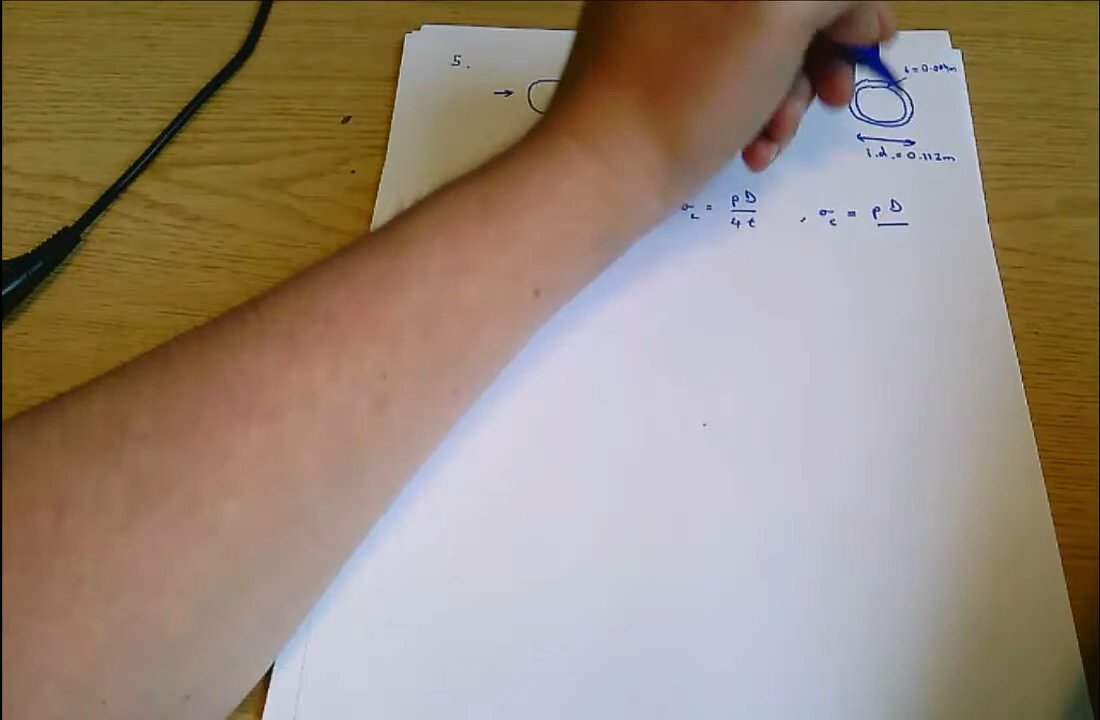 5.
t = 0.004m
i.d. = 0.112m
σL = pD/4t , σc = pD